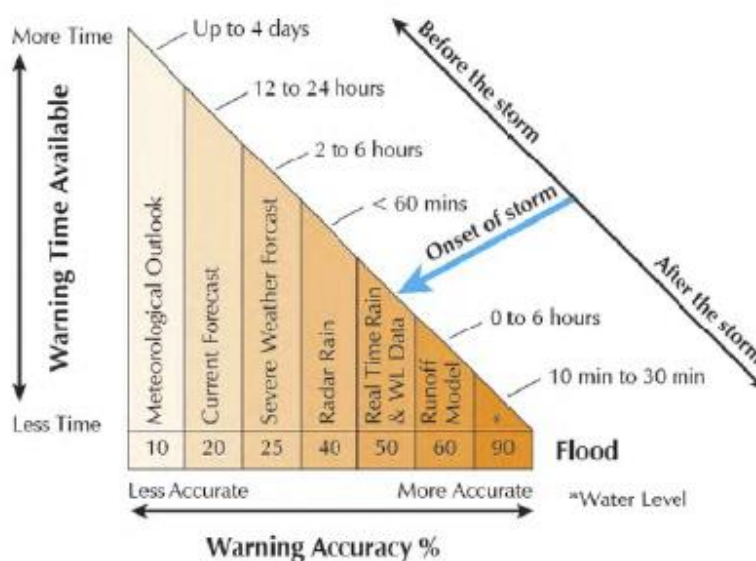 More Time
Up to 4 days
12 to 24 hours
2 to 6 hours
< 60 mins
0 to 6 hours
10 min to 30 min
Before the storm
Onset of storm
After the storm
Warning Time Available
Less Time
Meteorological Outlook
Current Forecast
Severe Weather Forcast
Radar Rain
Real Time Rain
& WL Data
Runoff
Model
*
10 20 25 40 50 60 90 Flood
Less Accurate More Accurate
*Water Level
Warning Accuracy %